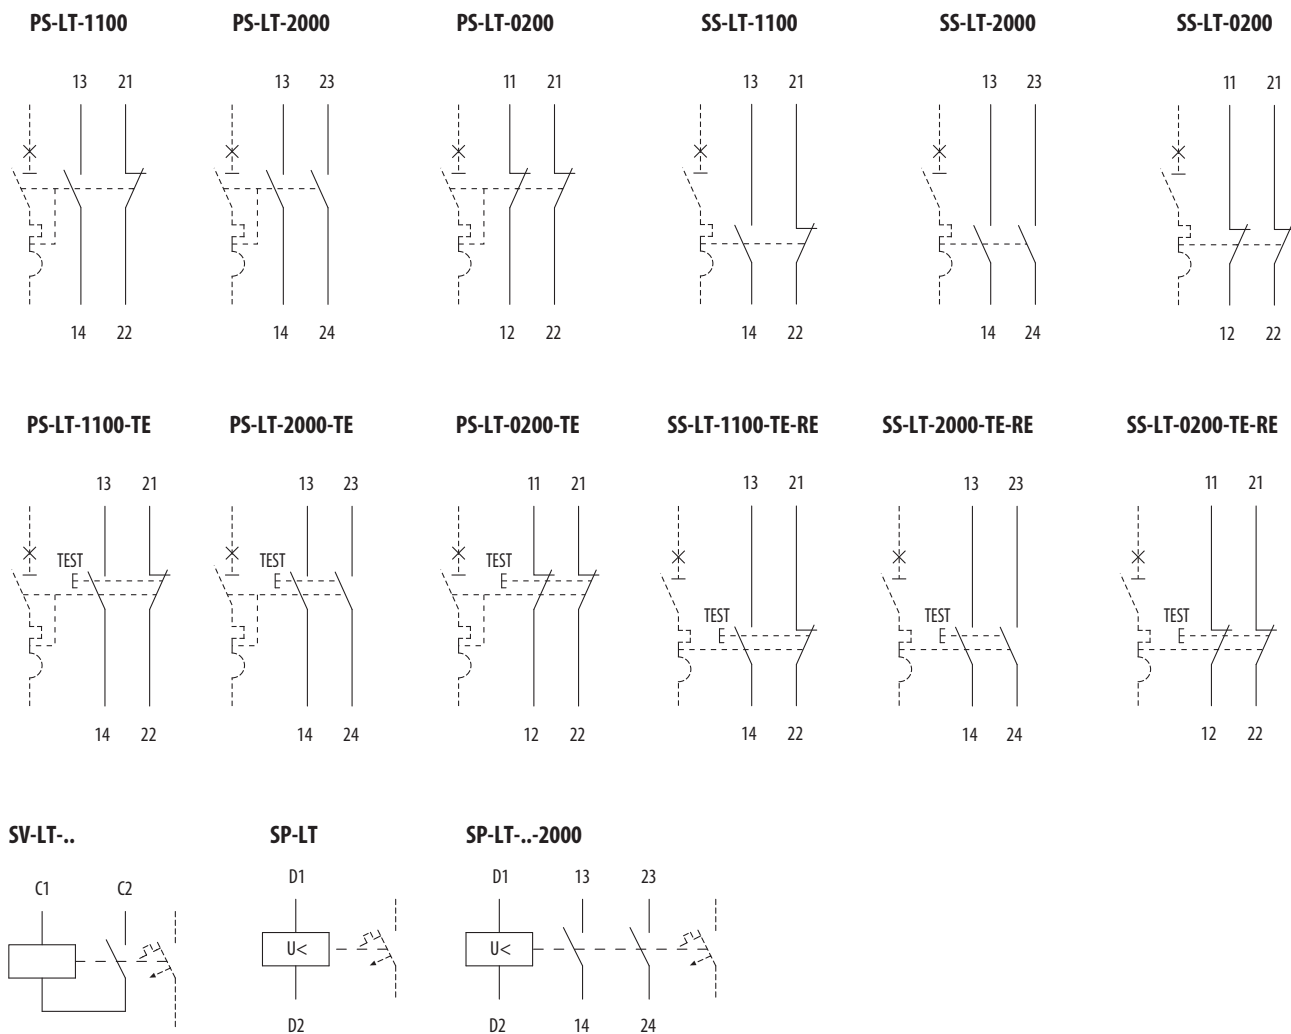 PS-LT-1100 PS-LT-2000 PS-LT-0200 SS-LT-1100 SS-LT-2000 SS-LT-0200
13 21 13 23 11 21 13 21 13 23 11 21
14 22 14 24 12 22 14 22 14 24 12 22
PS-LT-1100-TE PS-LT-2000-TE PS-LT-0200-TE SS-LT-1100-TE-RE SS-LT-2000-TE-RE SS-LT-0200-TE-RE
13 21 13 23 11 21 13 21 13 23 11 21
TEST TEST TEST TEST TEST TEST
14 22 14 24 12 22 14 22 14 24 12 22
SV-LT-.. SP-LT SP-LT-..-2000
C1 C2 D1 D1 13 23
U< U<
D2 D2 14 24